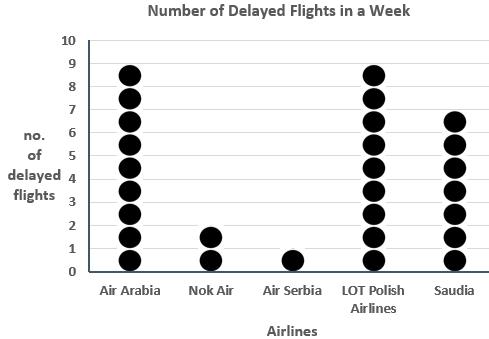 Number of Delayed Flights in a Week
10
9
8
7
6
5
4
3
2
1
0
no.
of
delayed
flights
Air Arabia
Nok Air
Air Serbia
LOT Polish
Airlines
Saudia
Airlines